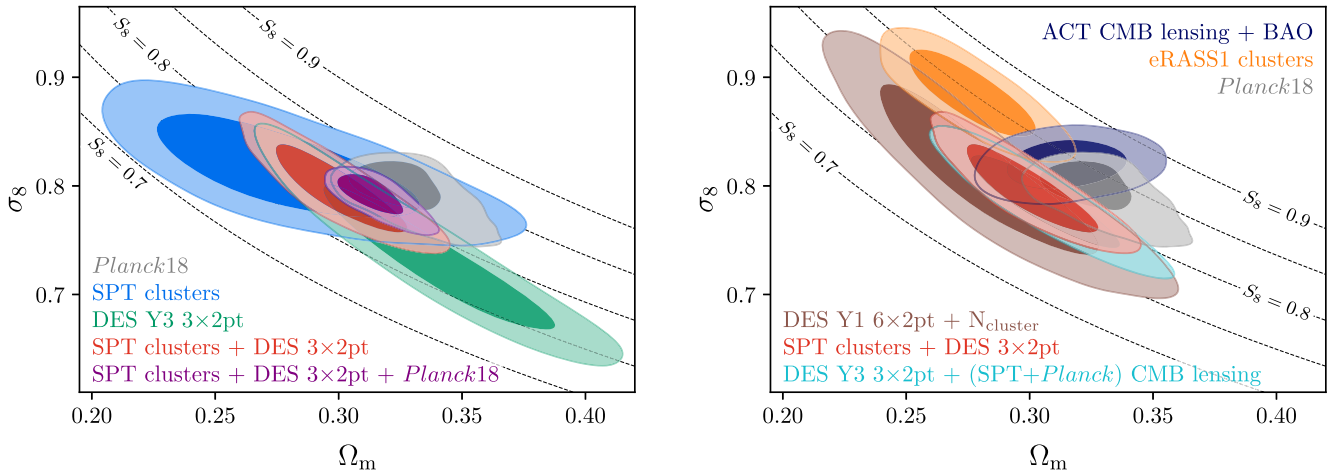 S₈ = 0.9
S₈ = 0.8
S₈ = 0.7
0.9
0.8
0.7
σ₈
Planck18
SPT clusters
DES Y3 3×2pt
SPT clusters + DES 3×2pt
SPT clusters + DES 3×2pt + Planck18
0.20 0.25 0.30 0.35 0.40
Ωₘ
ACT CMB lensing + BAO
eRASS1 clusters
Planck18
S₈ = 0.7
S₈ = 0.9
S₈ = 0.8
0.9
0.8
0.7
σ₈
DES Y1 6×2pt + N_cluster
SPT clusters + DES 3×2pt
DES Y3 3×2pt + (SPT+Planck) CMB lensing
0.20 0.25 0.30 0.35 0.40
Ωₘ